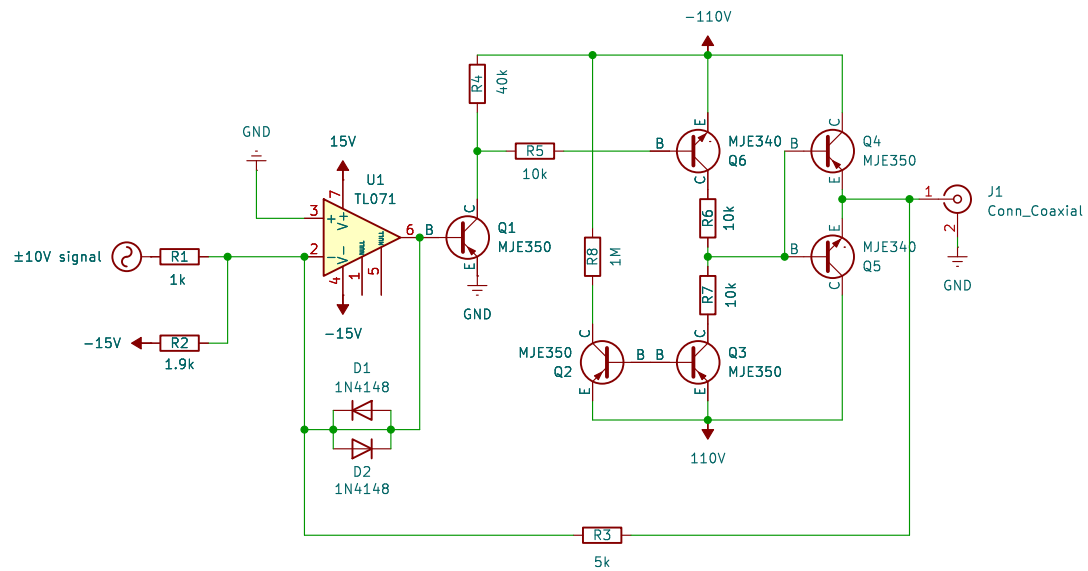 -110V
R4
40k
GND
15V
U1
TL071
7
V+
3
+
2
-
V-
4
NULL
NULL
1
5
6
B
C
E
Q1
MJE350
GND
-15V
±10V signal
R1
1k
-15V
R2
1.9k
D1
1N4148
D2
1N4148
R5
10k
B
E
C
MJE340
Q6
R6
10k
R7
10k
R8
1M
MJE350
Q2
C
B
E
B
C
E
Q3
MJE350
110V
B
C
E
Q4
MJE350
B
E
C
MJE340
Q5
1
2
J1
Conn_Coaxial
GND
R3
5k